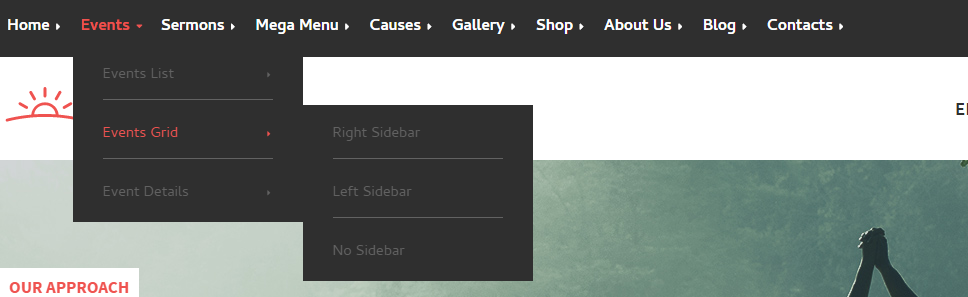 Home Events Sermons Mega Menu Causes Gallery Shop About Us Blog Contacts
Events List
Events Grid
Event Details
Right Sidebar
Left Sidebar
No Sidebar
OUR APPROACH